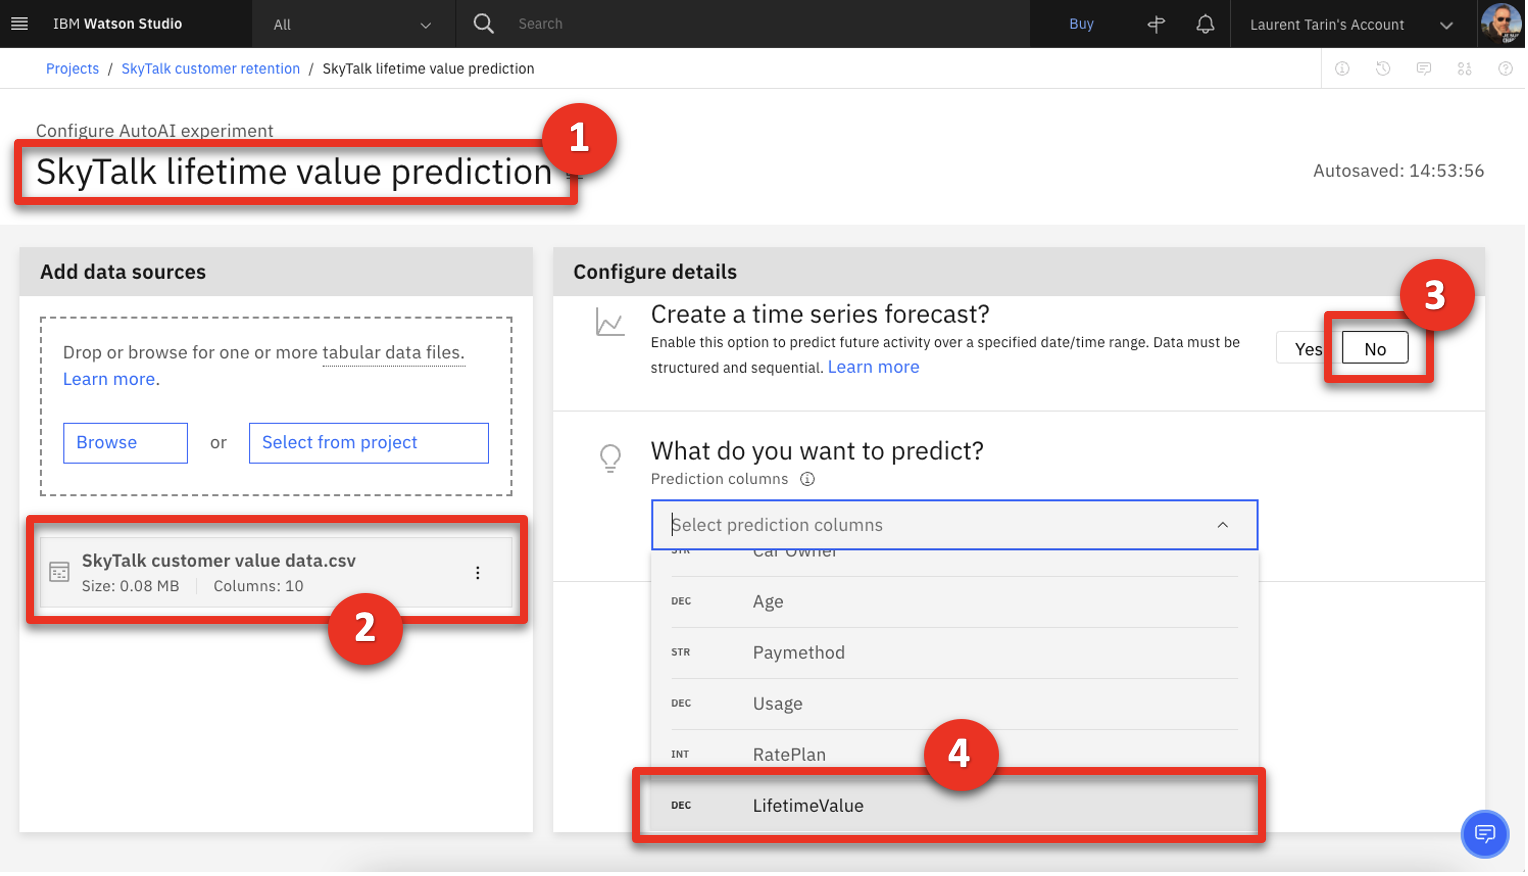 IBM Watson Studio
All
Search
Buy
Laurent Tarin's Account
Projects / SkyTalk customer retention / SkyTalk lifetime value prediction
Configure AutoAI experiment
1
SkyTalk lifetime value prediction
Autosaved: 14:53:56
Add data sources
Drop or browse for one or more tabular data files.
Learn more.
Browse or Select from project
SkyTalk customer value data.csv
Size: 0.08 MB Columns: 10
2
Configure details
3
Create a time series forecast?
Enable this option to predict future activity over a specified date/time range. Data must be
structured and sequential. Learn more
Yes No
What do you want to predict?
Prediction columns
Select prediction columns
STR Car Owner
DEC Age
STR Paymethod
DEC Usage
INT RatePlan
4
DEC LifetimeValue